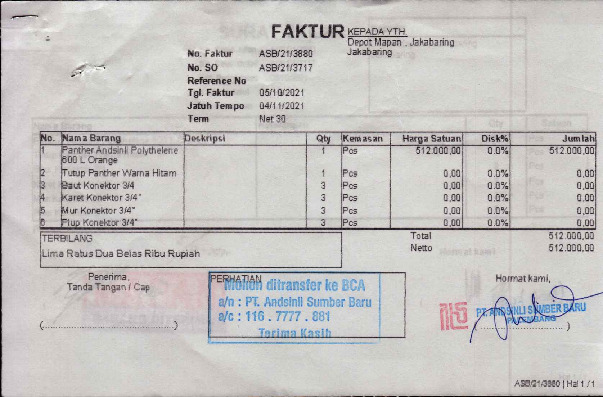 FAKTUR
KEPADA YTH.
Depot Mapan , Jakabaring
Jakabaring
No. Faktur ASB/21/3880
No. SO ASB/21/3717
Reference No
Tgl. Faktur 05/10/2021
Jatuh Tempo 04/11/2021
Term Net 30
No. Nama Barang Deskripsi Qty Kemasan Harga Satuan Disk% Jumlah
1 Panther Andsinli Polythelene 1 Pcs 512.000,00 0.0% 512.000,00
600 L Orange
2 Tutup Panther Warna Hitam 1 Pcs 0,00 0.0% 0,00
3 Baut Konektor 3/4 3 Pcs 0,00 0.0% 0,00
4 Karet Konektor 3/4" 3 Pcs 0,00 0.0% 0,00
5 Mur Konektor 3/4" 3 Pcs 0,00 0.0% 0,00
6 Plup Konektor 3/4" 3 Pcs 0,00 0.0% 0,00
TERBILANG
Lima Ratus Dua Belas Ribu Rupiah
Total 512.000,00
Netto 512.000,00
Penerima,
Tanda Tangan / Cap
(........................)
PERHATIAN
Mohon ditransfer ke BCA
a/n : PT. Andsinli Sumber Baru
a/c : 116 . 7777 . 881
Terima Kasih
Hormat kami,
PT. ANDSINLI SUMBER BARU
PALEMBANG
ASB/21/3880 | Hal 1 / 1